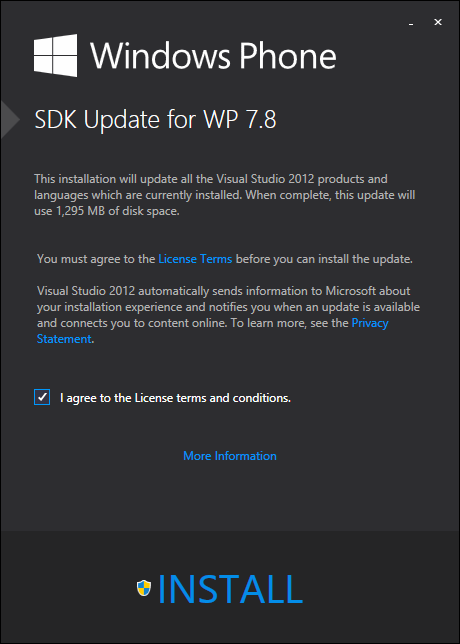 Windows Phone
SDK Update for WP 7.8
This installation will update all the Visual Studio 2012 products and
languages which are currently installed. When complete, this update will
use 1,295 MB of disk space.
You must agree to the License Terms before you can install the update.
Visual Studio 2012 automatically sends information to Microsoft about
your installation experience and notifies you when an update is available
and connects you to content online. To learn more, see the Privacy
Statement.
I agree to the License terms and conditions.
More Information
INSTALL